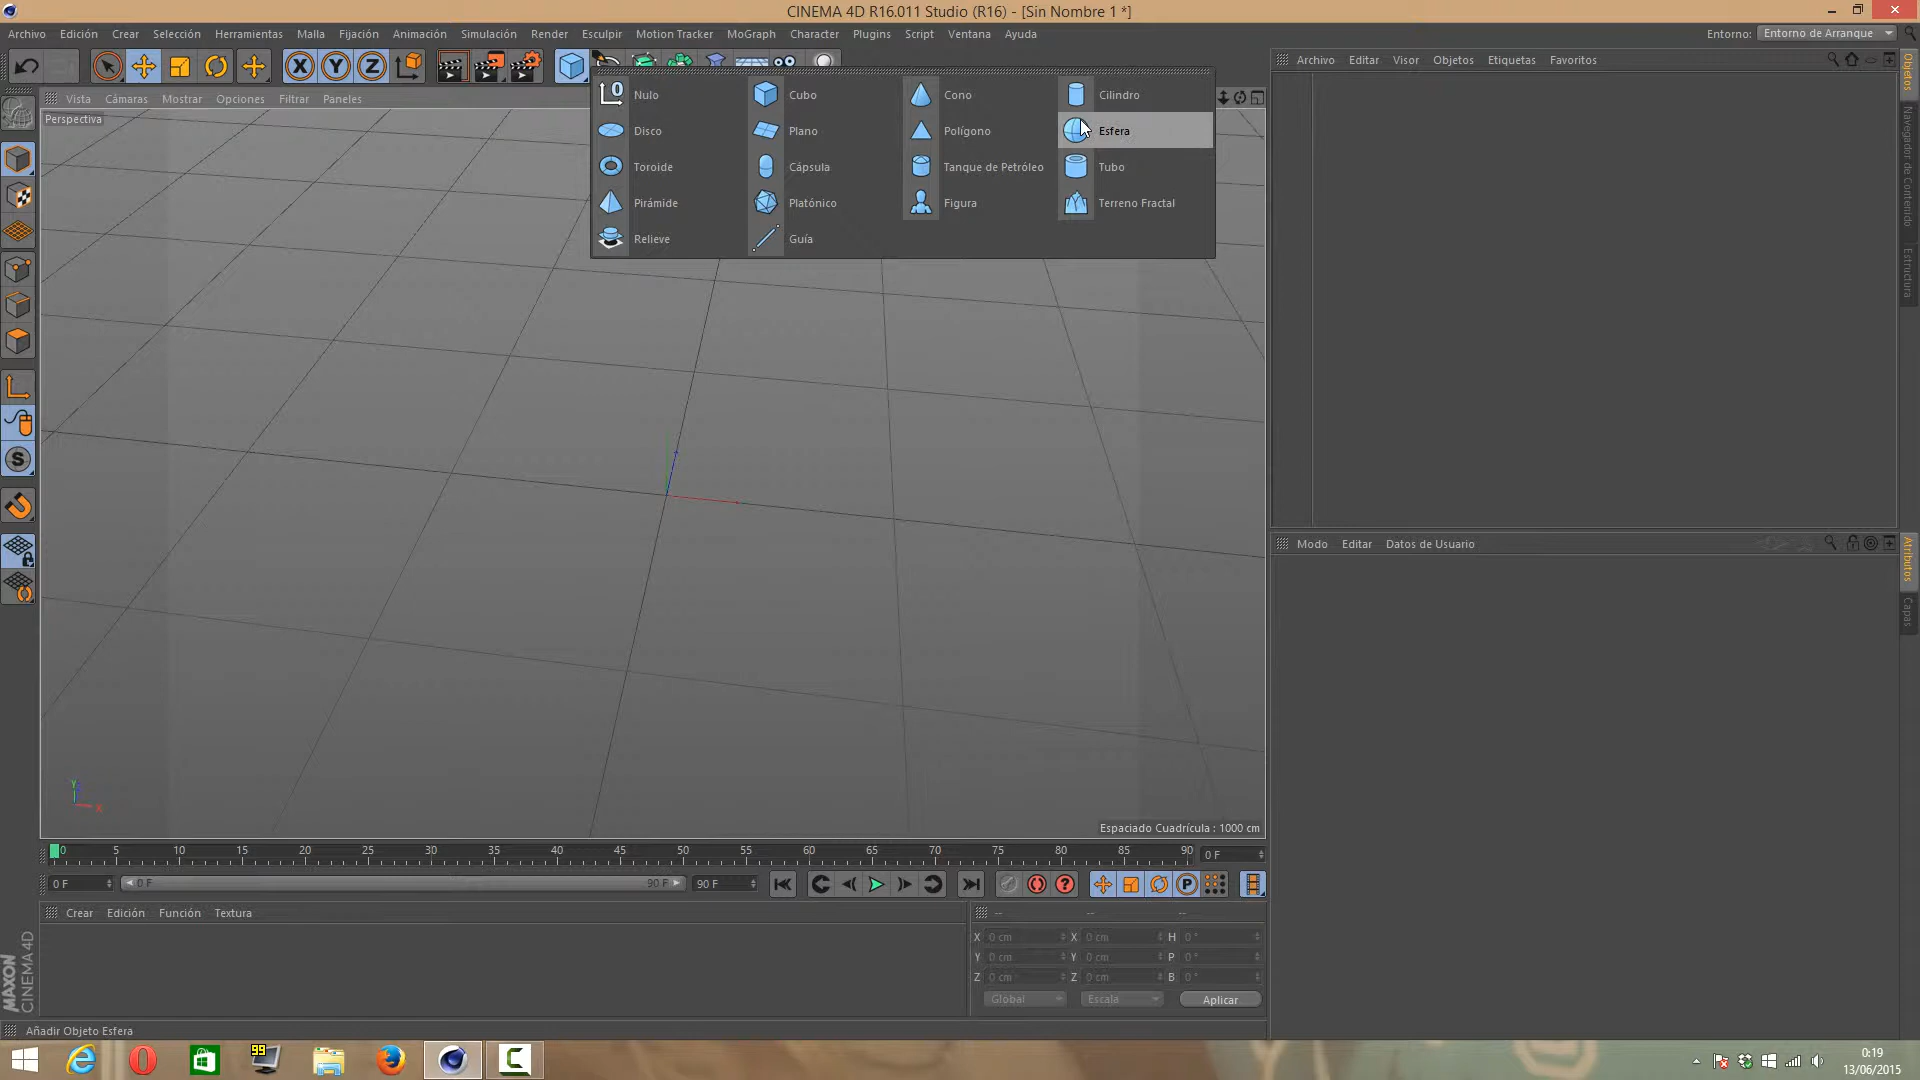 CINEMA 4D R16.011 Studio (R16) - [Sin Nombre 1 *]
Archivo Edición Crear Selección Herramientas Malla Fijación Animación Simulación Render Esculpir Motion Tracker MoGraph Character Plugins Script Ventana Ayuda
Entorno: Entorno de Arranque
X Y Z
Archivo Editar Visor Objetos Etiquetas Favoritos
Vista Cámaras Mostrar Opciones Filtrar Paneles
Perspectiva
0 Nulo Cubo Cono Cilindro
Disco Plano Polígono Esfera
Toroide Cápsula Tanque de Petróleo Tubo
Pirámide Platónico Figura Terreno Fractal
Relieve Guía
Objetos
Navegador de Contenido
Estructura
S
Modo Editar Datos de Usuario
Atributos
Capas
Y
X
Espaciado Cuadrícula : 1000 cm
0 5 10 15 20 25 30 35 40 45 50 55 60 65 70 75 80 85 90 0 F
0 F 0 F 90 F 90 F ? P
Crear Edición Función Textura
-- -- --
X 0 cm X 0 cm H 0 °
Y 0 cm Y 0 cm P 0 °
Z 0 cm Z 0 cm B 0 °
Global Escala Aplicar
MAXON
CINEMA 4D
Añadir Objeto Esfera
99
C
0:19
13/06/2015